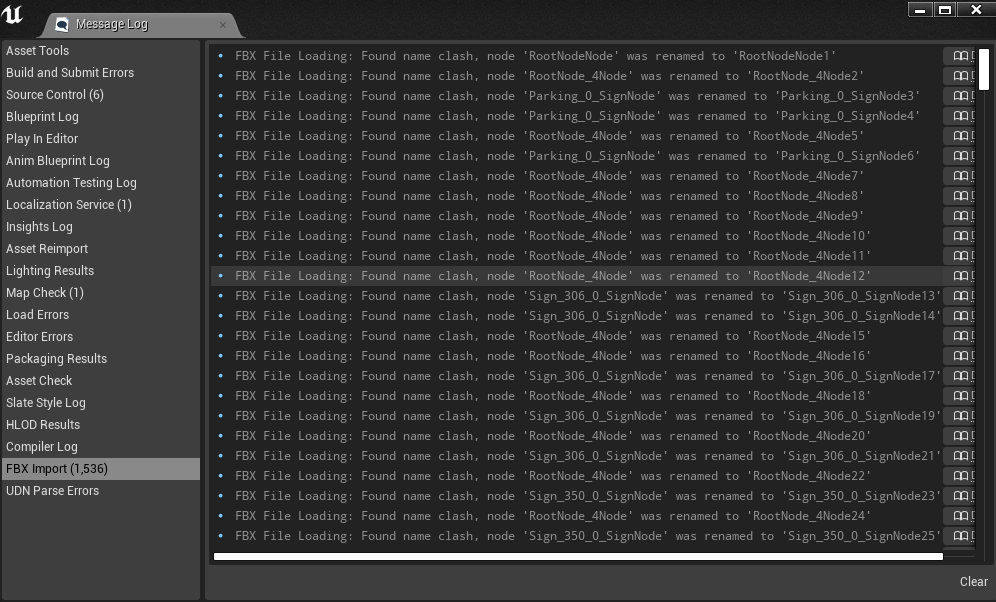 Message Log
Asset Tools
Build and Submit Errors
Source Control (6)
Blueprint Log
Play In Editor
Anim Blueprint Log
Automation Testing Log
Localization Service (1)
Insights Log
Asset Reimport
Lighting Results
Map Check (1)
Load Errors
Editor Errors
Packaging Results
Asset Check
Slate Style Log
HLOD Results
Compiler Log
FBX Import (1,536)
UDN Parse Errors
FBX File Loading: Found name clash, node 'RootNodeNode' was renamed to 'RootNodeNode1'
FBX File Loading: Found name clash, node 'RootNode_4Node' was renamed to 'RootNode_4Node2'
FBX File Loading: Found name clash, node 'Parking_0_SignNode' was renamed to 'Parking_0_SignNode3'
FBX File Loading: Found name clash, node 'Parking_0_SignNode' was renamed to 'Parking_0_SignNode4'
FBX File Loading: Found name clash, node 'RootNode_4Node' was renamed to 'RootNode_4Node5'
FBX File Loading: Found name clash, node 'Parking_0_SignNode' was renamed to 'Parking_0_SignNode6'
FBX File Loading: Found name clash, node 'RootNode_4Node' was renamed to 'RootNode_4Node7'
FBX File Loading: Found name clash, node 'RootNode_4Node' was renamed to 'RootNode_4Node8'
FBX File Loading: Found name clash, node 'RootNode_4Node' was renamed to 'RootNode_4Node9'
FBX File Loading: Found name clash, node 'RootNode_4Node' was renamed to 'RootNode_4Node10'
FBX File Loading: Found name clash, node 'RootNode_4Node' was renamed to 'RootNode_4Node11'
FBX File Loading: Found name clash, node 'RootNode_4Node' was renamed to 'RootNode_4Node12'
FBX File Loading: Found name clash, node 'Sign_306_0_SignNode' was renamed to 'Sign_306_0_SignNode13'
FBX File Loading: Found name clash, node 'Sign_306_0_SignNode' was renamed to 'Sign_306_0_SignNode14'
FBX File Loading: Found name clash, node 'RootNode_4Node' was renamed to 'RootNode_4Node15'
FBX File Loading: Found name clash, node 'RootNode_4Node' was renamed to 'RootNode_4Node16'
FBX File Loading: Found name clash, node 'Sign_306_0_SignNode' was renamed to 'Sign_306_0_SignNode17'
FBX File Loading: Found name clash, node 'RootNode_4Node' was renamed to 'RootNode_4Node18'
FBX File Loading: Found name clash, node 'Sign_306_0_SignNode' was renamed to 'Sign_306_0_SignNode19'
FBX File Loading: Found name clash, node 'RootNode_4Node' was renamed to 'RootNode_4Node20'
FBX File Loading: Found name clash, node 'Sign_306_0_SignNode' was renamed to 'Sign_306_0_SignNode21'
FBX File Loading: Found name clash, node 'RootNode_4Node' was renamed to 'RootNode_4Node22'
FBX File Loading: Found name clash, node 'Sign_350_0_SignNode' was renamed to 'Sign_350_0_SignNode23'
FBX File Loading: Found name clash, node 'RootNode_4Node' was renamed to 'RootNode_4Node24'
FBX File Loading: Found name clash, node 'Sign_350_0_SignNode' was renamed to 'Sign_350_0_SignNode25'
Clear